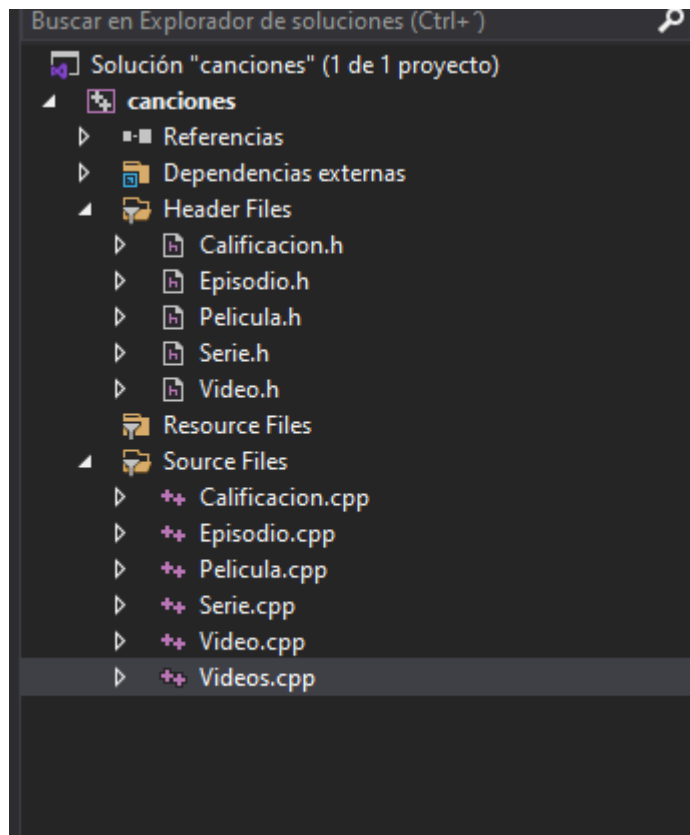 Buscar en Explorador de soluciones (Ctrl+´)
Solución "canciones" (1 de 1 proyecto)
canciones
Referencias
Dependencias externas
Header Files
Calificacion.h
Episodio.h
Pelicula.h
Serie.h
Video.h
Resource Files
Source Files
Calificacion.cpp
Episodio.cpp
Pelicula.cpp
Serie.cpp
Video.cpp
Videos.cpp